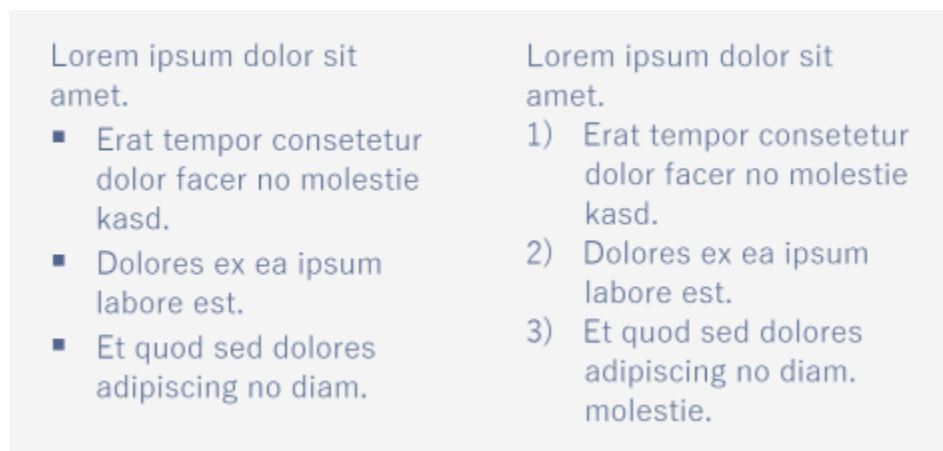 Lorem ipsum dolor sit
amet.
▪ Erat tempor consetetur
dolor facer no molestie
kasd.
▪ Dolores ex ea ipsum
labore est.
▪ Et quod sed dolores
adipiscing no diam.
Lorem ipsum dolor sit
amet.
1) Erat tempor consetetur
dolor facer no molestie
kasd.
2) Dolores ex ea ipsum
labore est.
3) Et quod sed dolores
adipiscing no diam.
molestie.